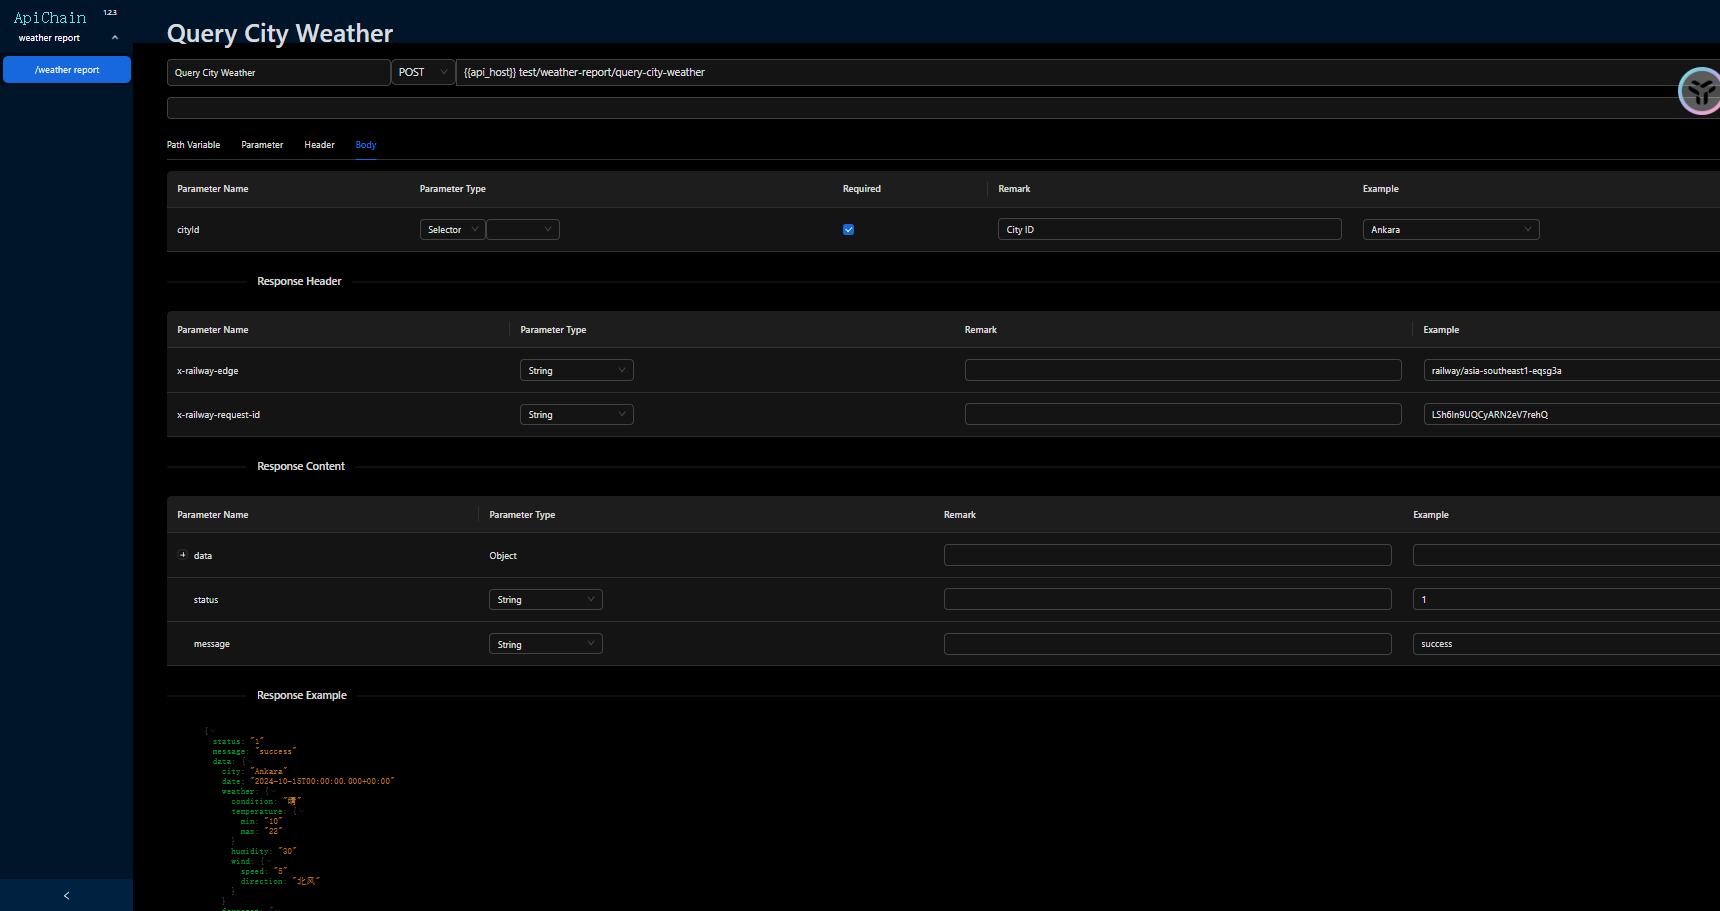 ApiChain 1.2.3
weather report
/weather report
Query City Weather
Query City Weather POST {{api_host}} test/weather-report/query-city-weather
Path Variable Parameter Header Body
Parameter Name Parameter Type Required Remark Example
cityId Selector City ID Ankara
Response Header
Parameter Name Parameter Type Remark Example
x-railway-edge String railway/asia-southeast1-eqsg3a
x-railway-request-id String LSh6In9UQCyARN2eV7rehQ
Response Content
Parameter Name Parameter Type Remark Example
data Object
status String 1
message String success
Response Example
{
status: "1"
message: "success"
data: {
city: "Ankara"
date: "2024-10-15T00:00:00.000+00:00"
weather: {
condition: "晴"
temperature: {
min: "10"
max: "22"
}
humidity: "30"
wind: {
speed: "5"
direction: "北风"
}
}